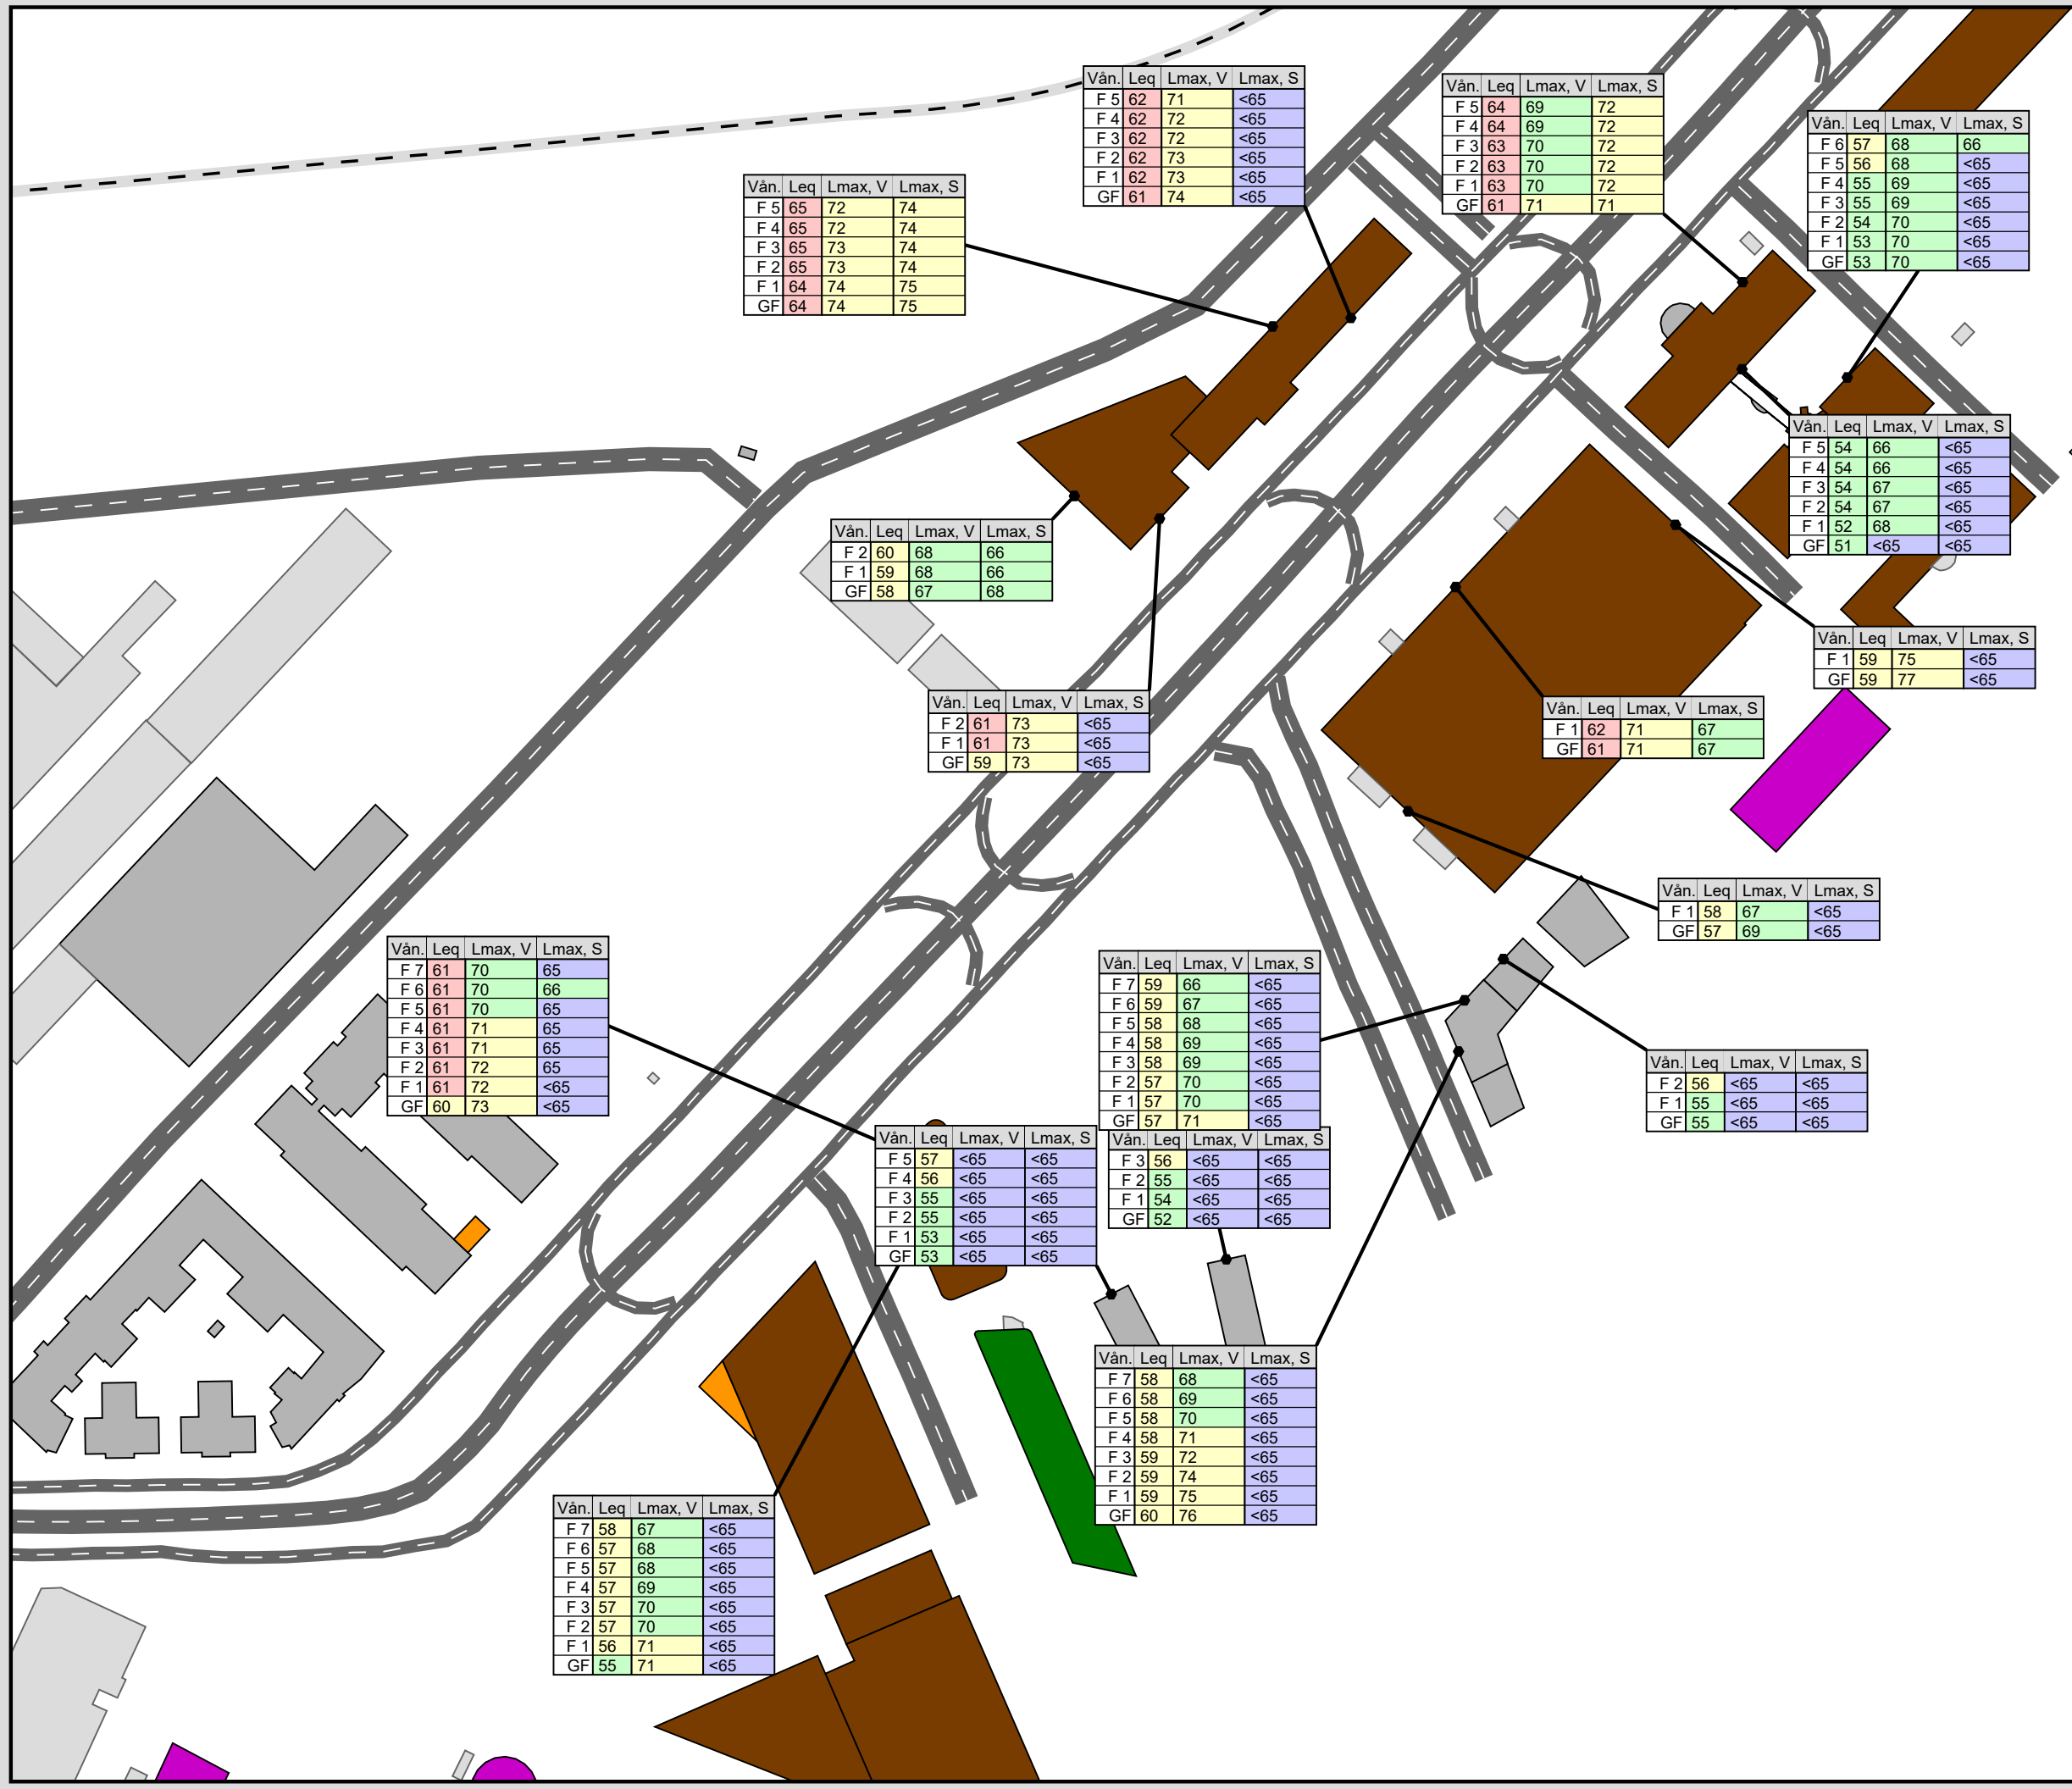 Vån. Leq Lmax, V Lmax, S
F 5 62 71 <65
F 4 62 72 <65
F 3 62 72 <65
F 2 62 73 <65
F 1 62 73 <65
GF 61 74 <65
Vån. Leq Lmax, V Lmax, S
F 5 64 69 72
F 4 64 69 72
F 3 63 70 72
F 2 63 70 72
F 1 63 70 72
GF 61 71 71
Vån. Leq Lmax, V Lmax, S
F 6 57 68 66
F 5 56 68 <65
F 4 55 69 <65
F 3 55 69 <65
F 2 54 70 <65
F 1 53 70 <65
GF 53 70 <65
Vån. Leq Lmax, V Lmax, S
F 5 65 72 74
F 4 65 72 74
F 3 65 73 74
F 2 65 73 74
F 1 64 74 75
GF 64 74 75
Vån. Leq Lmax, V Lmax, S
F 5 54 66 <65
F 4 54 66 <65
F 3 54 67 <65
F 2 54 67 <65
F 1 52 68 <65
GF 51 <65 <65
Vån. Leq Lmax, V Lmax, S
F 2 60 68 66
F 1 59 68 66
GF 58 67 68
Vån. Leq Lmax, V Lmax, S
F 1 59 75 <65
GF 59 77 <65
Vån. Leq Lmax, V Lmax, S
F 2 61 73 <65
F 1 61 73 <65
GF 59 73 <65
Vån. Leq Lmax, V Lmax, S
F 1 62 71 67
GF 61 71 67
Vån. Leq Lmax, V Lmax, S
F 1 58 67 <65
GF 57 69 <65
Vån. Leq Lmax, V Lmax, S
F 7 61 70 65
F 6 61 70 66
F 5 61 70 65
F 4 61 71 65
F 3 61 71 65
F 2 61 72 65
F 1 61 72 <65
GF 60 73 <65
Vån. Leq Lmax, V Lmax, S
F 7 59 66 <65
F 6 59 67 <65
F 5 58 68 <65
F 4 58 69 <65
F 3 58 69 <65
F 2 57 70 <65
F 1 57 70 <65
GF 57 71 <65
Vån. Leq Lmax, V Lmax, S
F 2 56 <65 <65
F 1 55 <65 <65
GF 55 <65 <65
Vån. Leq Lmax, V Lmax, S
F 5 57 <65 <65
F 4 56 <65 <65
F 3 55 <65 <65
F 2 55 <65 <65
F 1 53 <65 <65
GF 53 <65 <65
Vån. Leq Lmax, V Lmax, S
F 3 56 <65 <65
F 2 55 <65 <65
F 1 54 <65 <65
GF 52 <65 <65
Vån. Leq Lmax, V Lmax, S
F 7 58 68 <65
F 6 58 69 <65
F 5 58 70 <65
F 4 58 71 <65
F 3 59 72 <65
F 2 59 74 <65
F 1 59 75 <65
GF 60 76 <65
Vån. Leq Lmax, V Lmax, S
F 7 58 67 <65
F 6 57 68 <65
F 5 57 68 <65
F 4 57 69 <65
F 3 57 70 <65
F 2 57 70 <65
F 1 56 71 <65
GF 55 71 <65